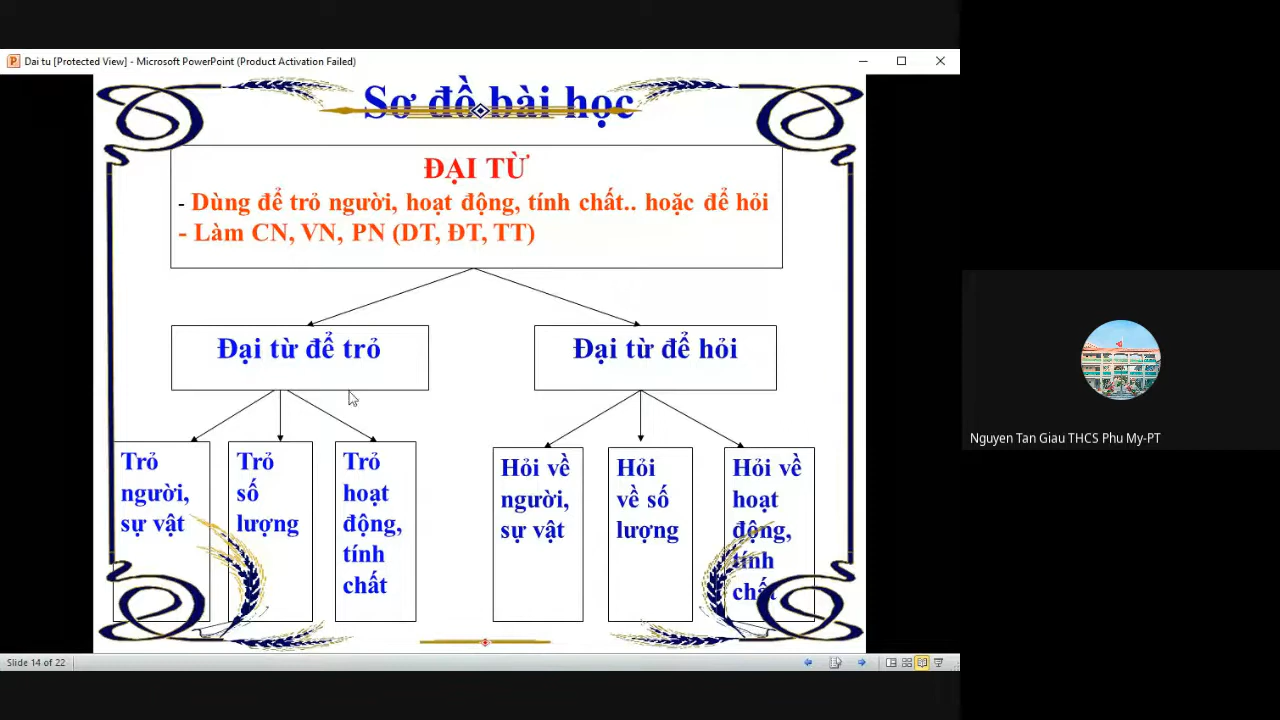 Dai tu [Protected View] - Microsoft PowerPoint (Product Activation Failed)
Sơ đồ bài học
ĐẠI TỪ
- Dùng để trỏ người, hoạt động, tính chất.. hoặc để hỏi
- Làm CN, VN, PN (DT, ĐT, TT)
Đại từ để trỏ
Đại từ để hỏi
Trỏ
người,
sự vật
Trỏ
số
lượng
Trỏ
hoạt
động,
tính
chất
Hỏi về
người,
sự vật
Hỏi
về số
lượng
Hỏi về
hoạt
động,
tính
chất
Nguyen Tan Giau THCS Phu My-PT
Slide 14 of 22